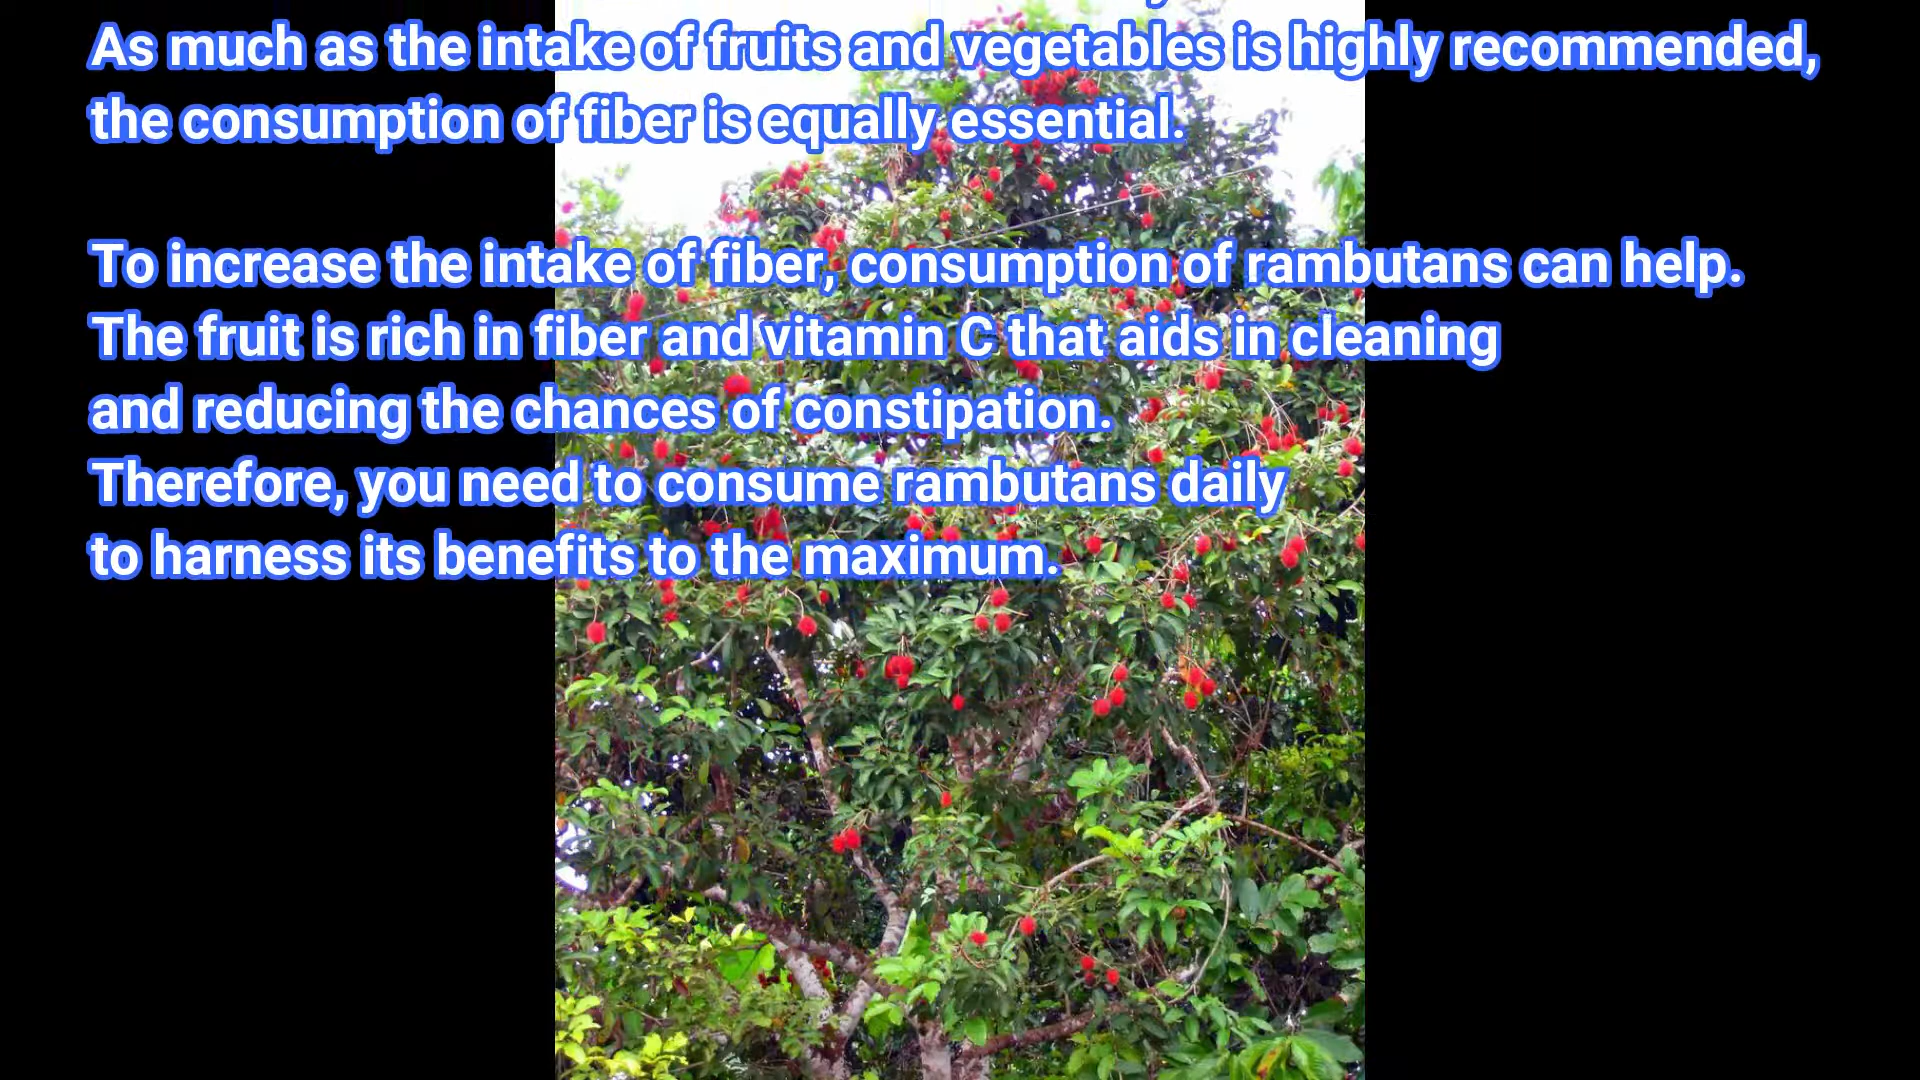 As much as the intake of fruits and vegetables is highly recommended,
the consumption of fiber is equally essential.
To increase the intake of fiber, consumption of rambutans can help.
The fruit is rich in fiber and vitamin C that aids in cleaning
and reducing the chances of constipation.
Therefore, you need to consume rambutans daily
to harness its benefits to the maximum.